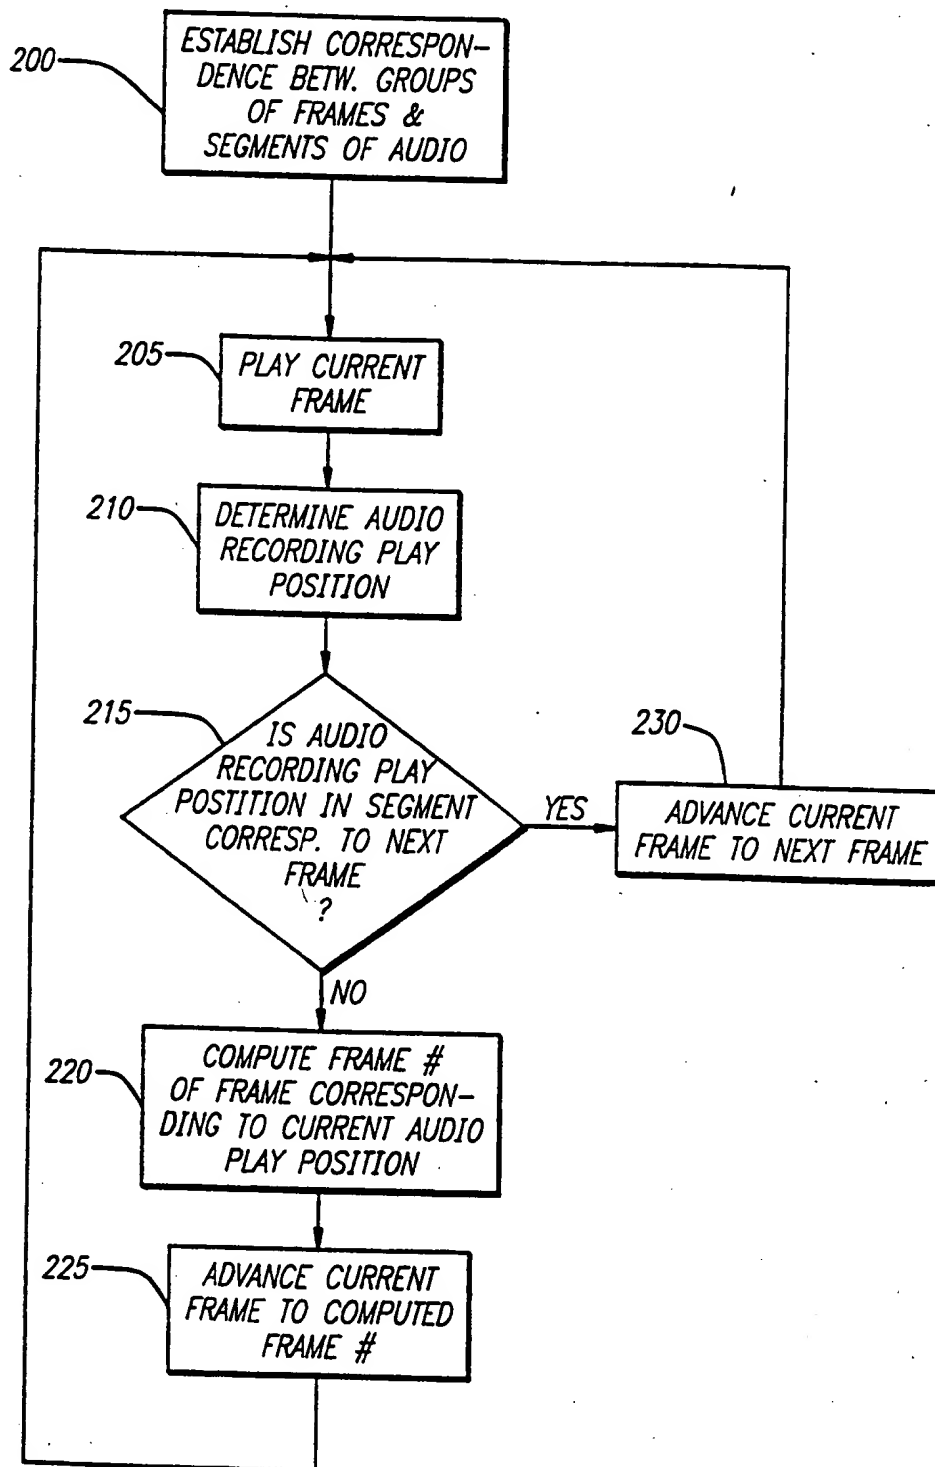 200
ESTABLISH CORRESPON-
DENCE BETW. GROUPS
OF FRAMES &
SEGMENTS OF AUDIO
205
PLAY CURRENT
FRAME
210
DETERMINE AUDIO
RECORDING PLAY
POSITION
215
IS AUDIO
RECORDING PLAY
POSTITION IN SEGMENT
CORRESP. TO NEXT
FRAME
?
YES
230
ADVANCE CURRENT
FRAME TO NEXT FRAME
NO
220
COMPUTE FRAME #
OF FRAME CORRESPON-
DING TO CURRENT AUDIO
PLAY POSITION
225
ADVANCE CURRENT
FRAME TO COMPUTED
FRAME #